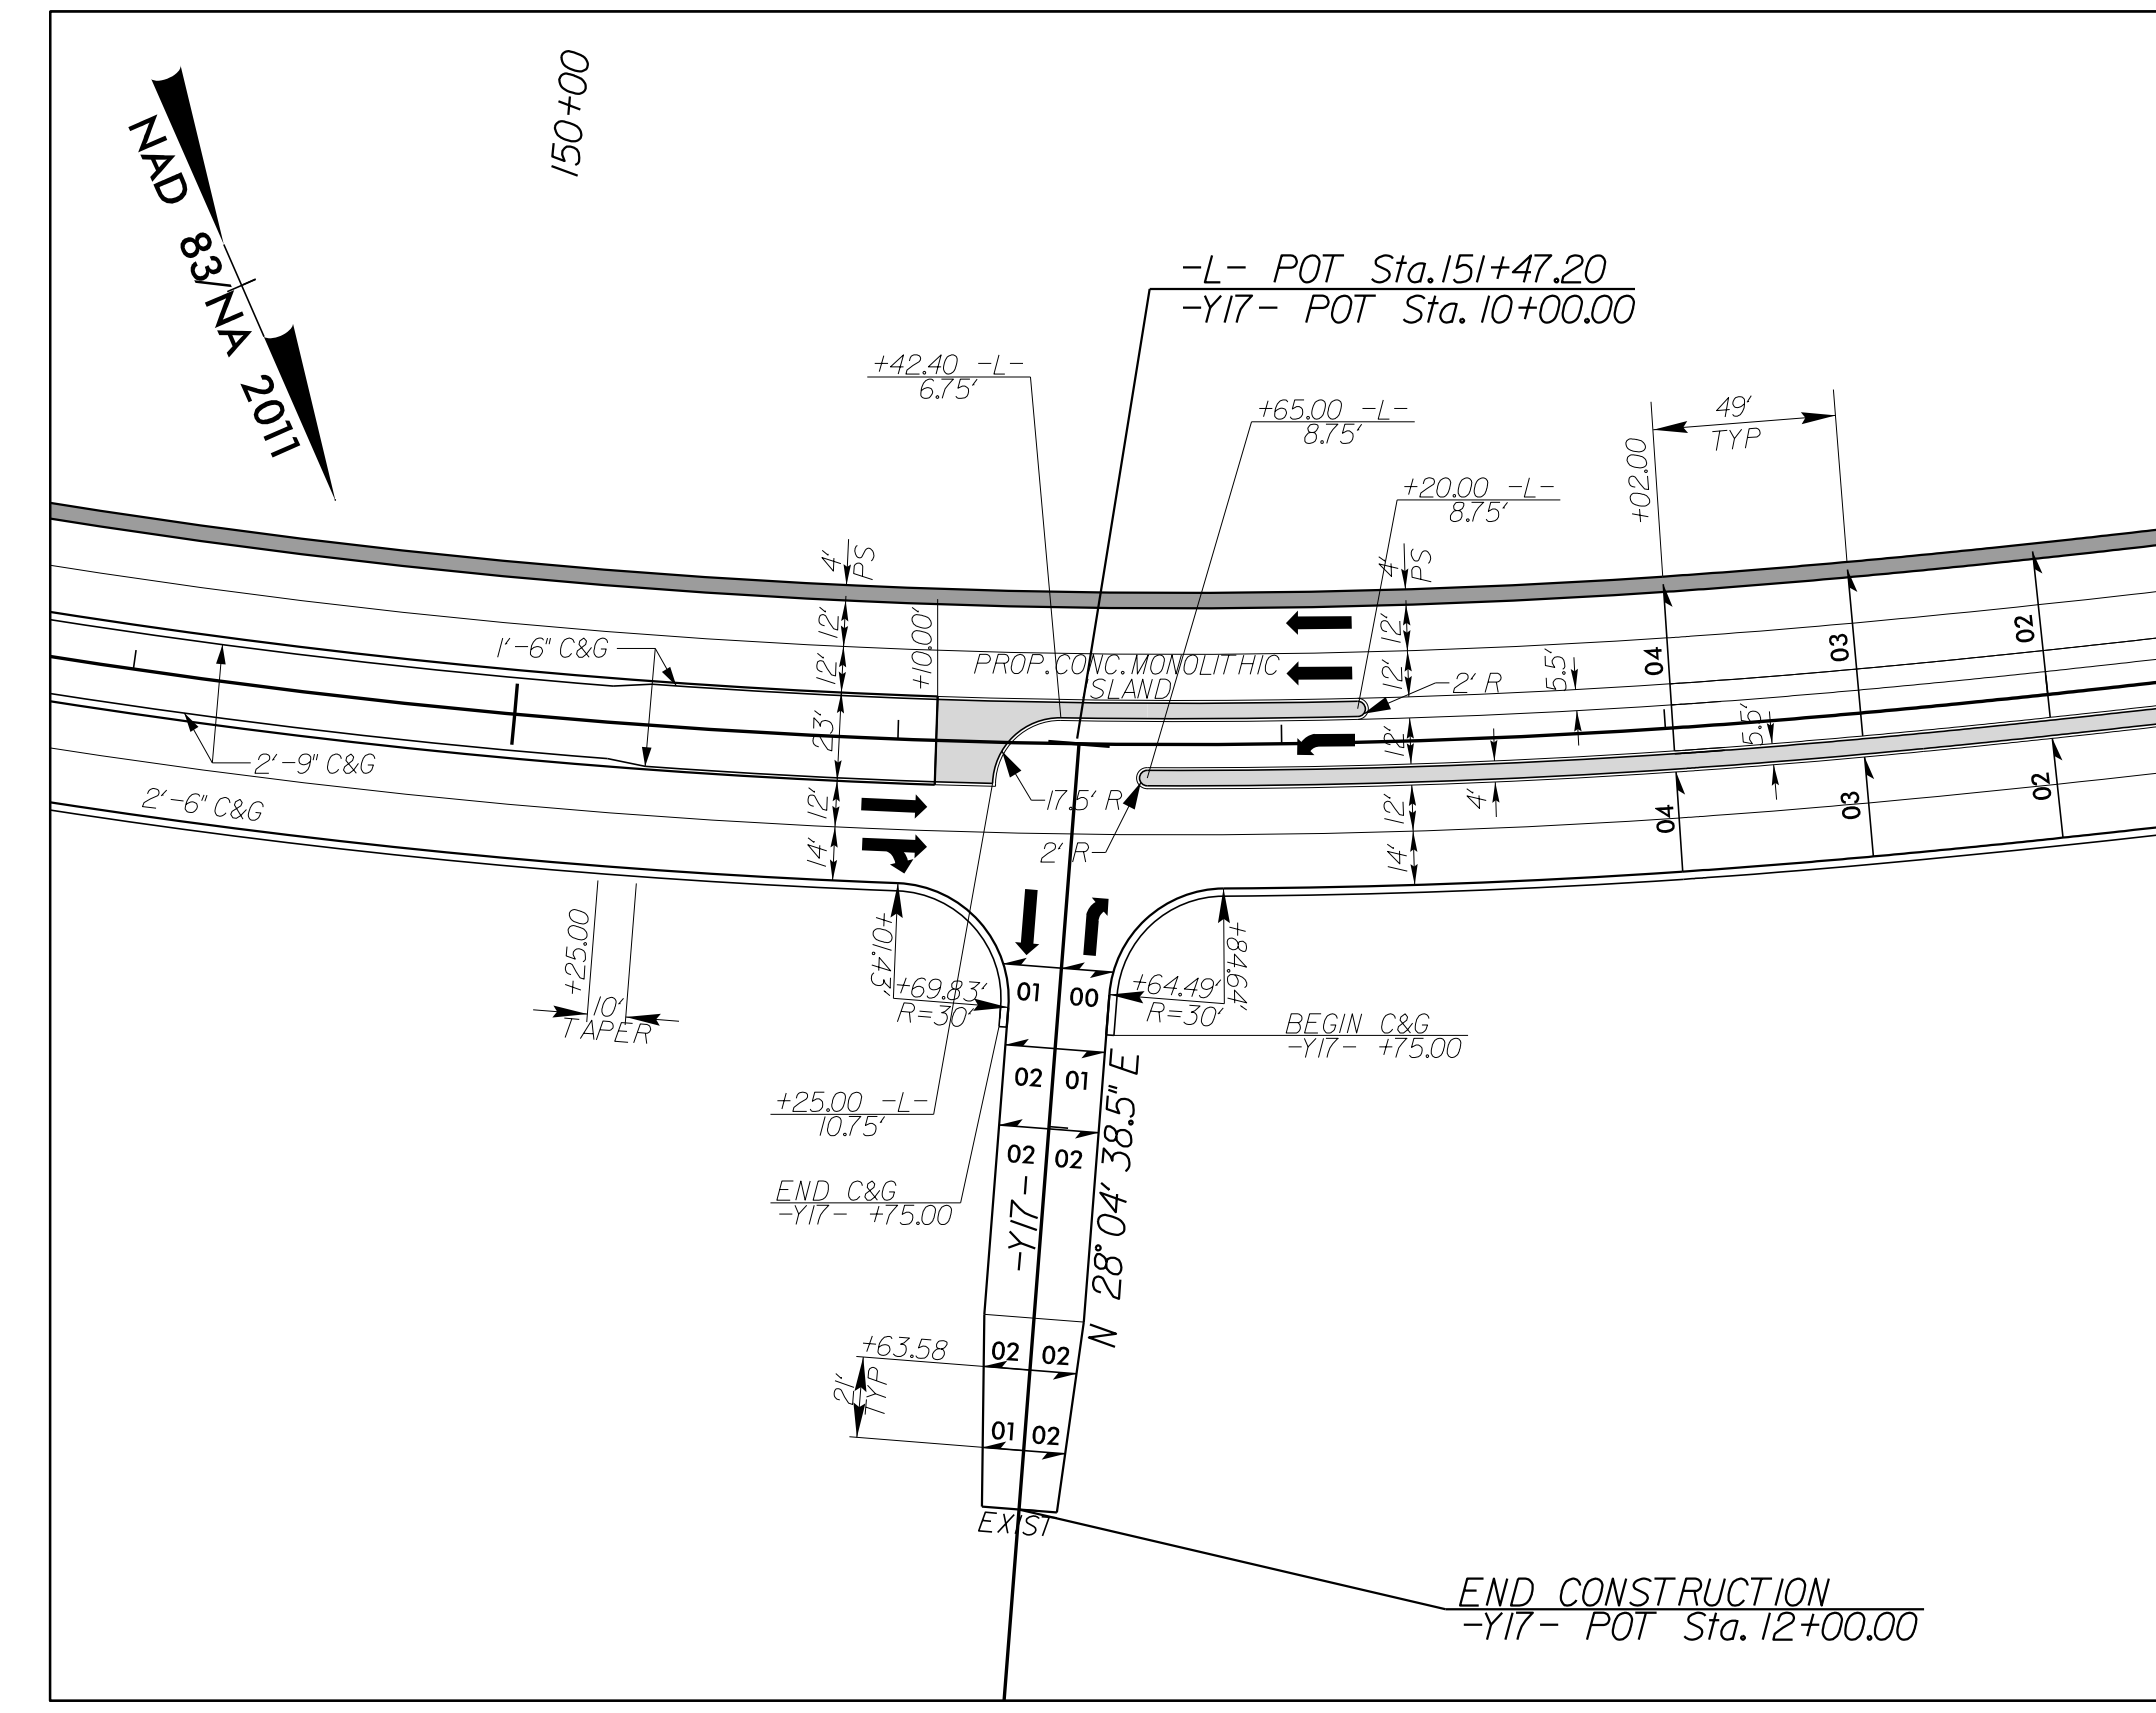 150+00
NAD 83/NA 2011
-L- POT Sta. 151+47.20
-Y17- POT Sta. 10+00.00
+42.40 -L-
6.75'
+65.00 -L-
8.75'
+20.00 -L-
8.75'
49'
TYP
+02.00
4'
PS
4'
PS
12'
12'
+10.00'
12'
12'
1'-6" C&G
PROP. CONC. MONOLITHIC
ISLAND
2' R
5.5'
04
03
02
23'
12'
5.5'
2'-9" C&G
2'-6" C&G
17.5' R
12'
14'
2' R
12'
14'
4'
04
03
02
+25.00
10'
TAPER
+01.43'
+69.83'
R=30'
01
00
+64.49'
R=30'
+84.64'
BEGIN C&G
-Y17- +75.00
02
01
+25.00 -L-
10.75'
02
02
END C&G
-Y17- +75.00
-Y17-
N 28° 04' 38.5" E
+63.58
21'
TYP
02
02
01
02
EXIST
END CONSTRUCTION
-Y17- POT Sta. 12+00.00